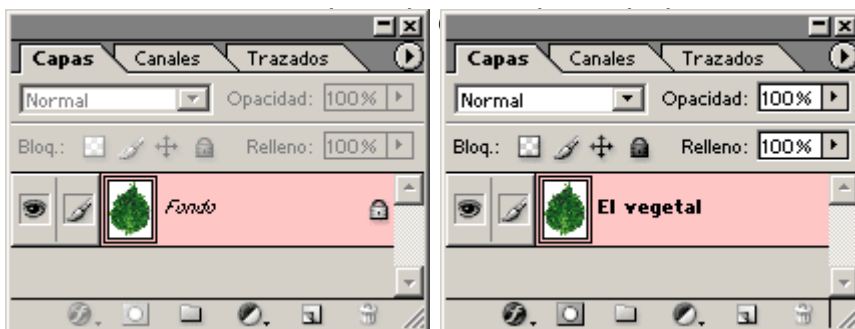 Capas Canales Trazados
Normal Opacidad: 100%
Bloq.: Relleno: 100%
Fondo
Capas Canales Trazados
Normal Opacidad: 100%
Bloq.: Relleno: 100%
El vegetal